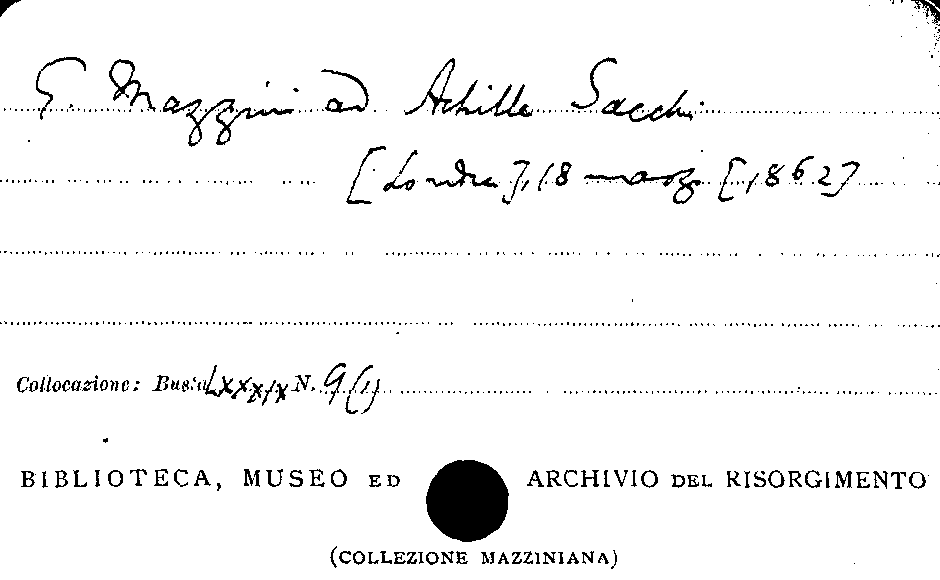 G. Mazzini ad Achille Sacchi
[Londra], 18 marzo [1862]
Collocazione: Busta LXXXIX N. 9(1)
BIBLIOTECA, MUSEO ED ARCHIVIO DEL RISORGIMENTO
(COLLEZIONE MAZZINIANA)